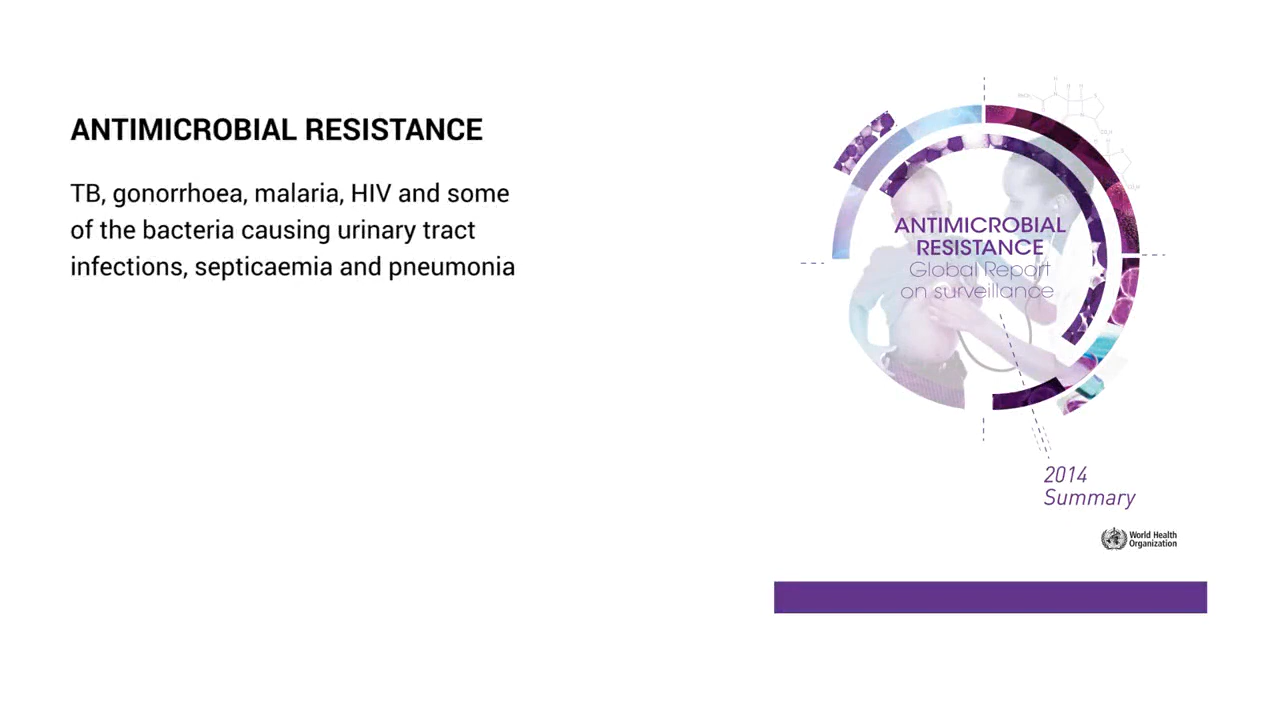 ANTIMICROBIAL RESISTANCE
TB, gonorrhoea, malaria, HIV and some
of the bacteria causing urinary tract
infections, septicaemia and pneumonia
ANTIMICROBIAL
RESISTANCE
Global Report
on surveillance
2014
Summary
World Health
Organization